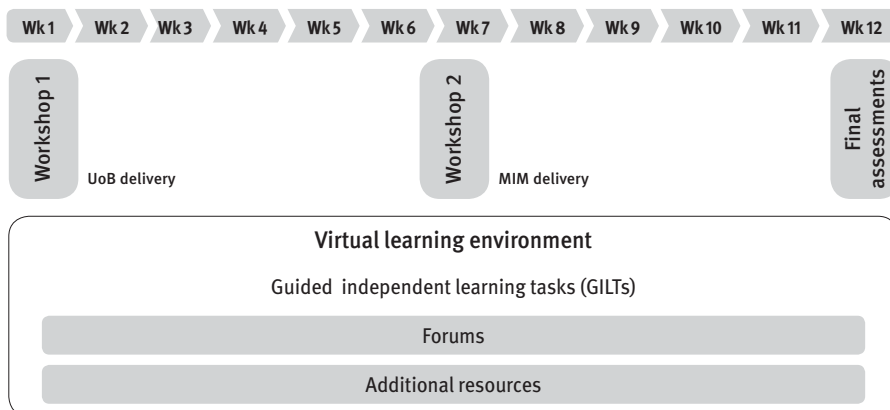 Wk 1 Wk 2 Wk 3 Wk 4 Wk 5 Wk 6 Wk 7 Wk 8 Wk 9 Wk 10 Wk 11 Wk 12
Workshop 1
UoB delivery
Workshop 2
MIM delivery
Final
assessments
Virtual learning environment
Guided independent learning tasks (GILTs)
Forums
Additional resources